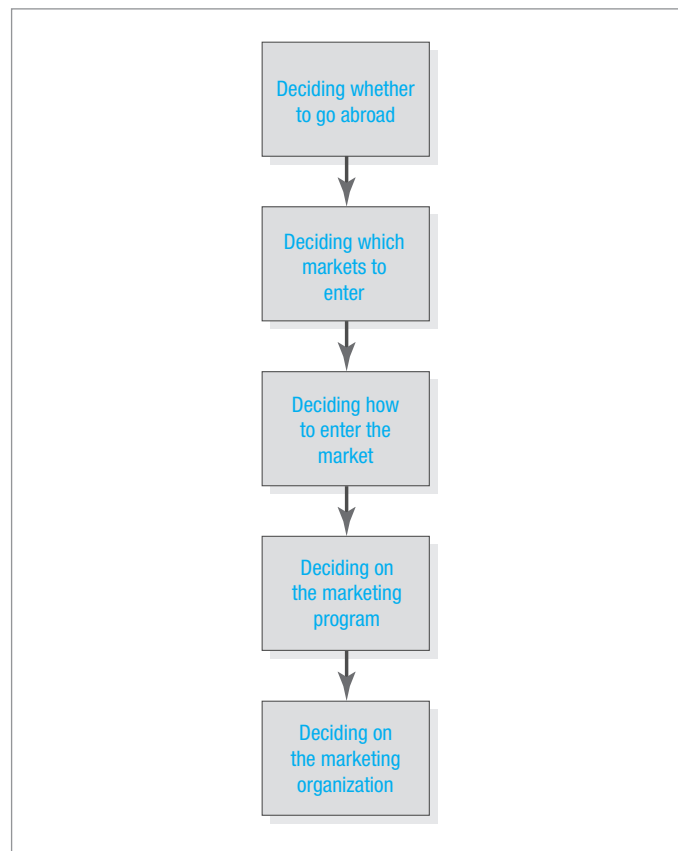 Deciding whether
to go abroad
Deciding which
markets to
enter
Deciding how
to enter the
market
Deciding on
the marketing
program
Deciding on
the marketing
organization